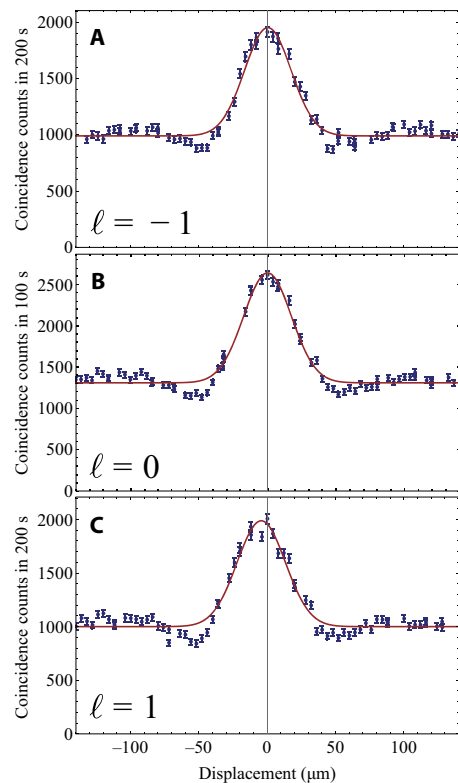 A
2000
1500
1000
500
0
Coincidence counts in 200 s
ℓ = − 1
B
2500
2000
1500
1000
500
0
Coincidence counts in 100 s
ℓ = 0
C
2000
1500
1000
500
0
Coincidence counts in 200 s
ℓ = 1
−100 −50 0 50 100
Displacement (μm)